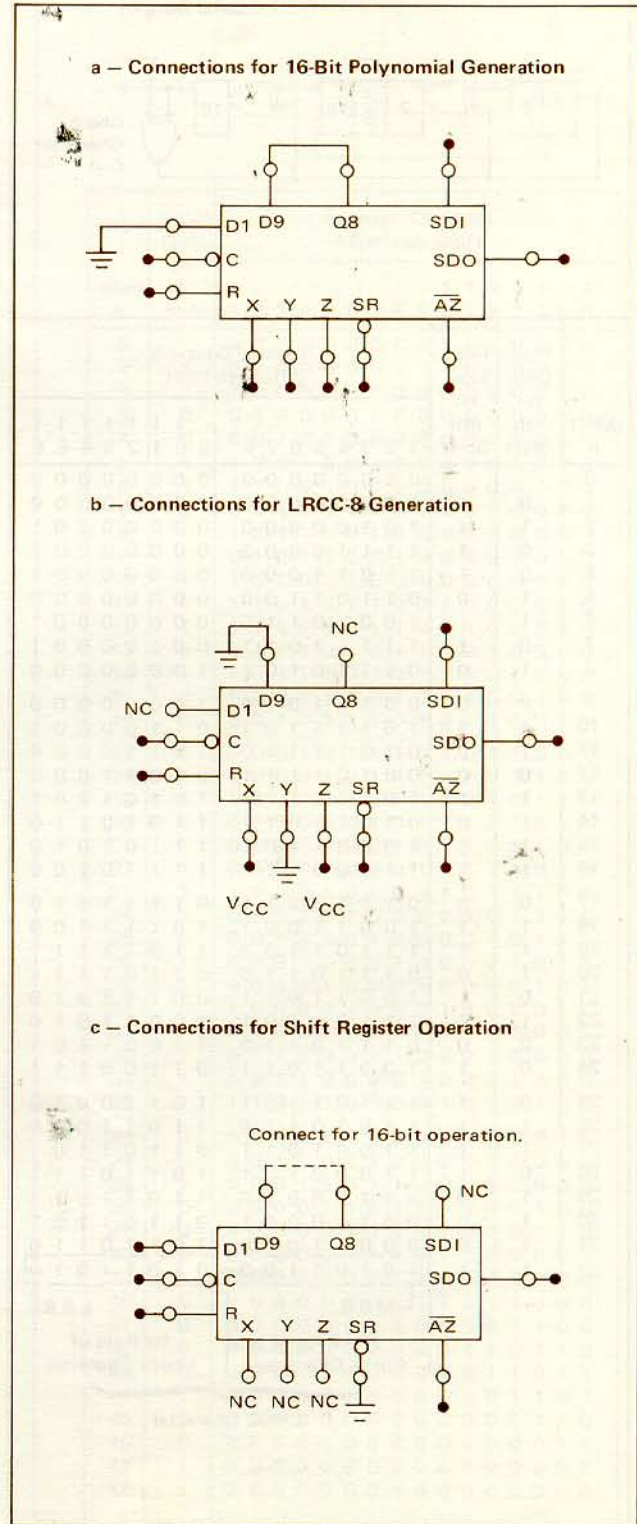 a — Connections for 16-Bit Polynomial Generation
D1 D9 Q8 SDI
C SDO
R
X Y Z SR AZ
b — Connections for LRCC-8 Generation
NC
NC D1 D9 Q8 SDI
C SDO
R
X Y Z SR AZ
VCC VCC
c — Connections for Shift Register Operation
Connect for 16-bit operation.
NC
D1 D9 Q8 SDI
C SDO
R
X Y Z SR AZ
NC NC NC